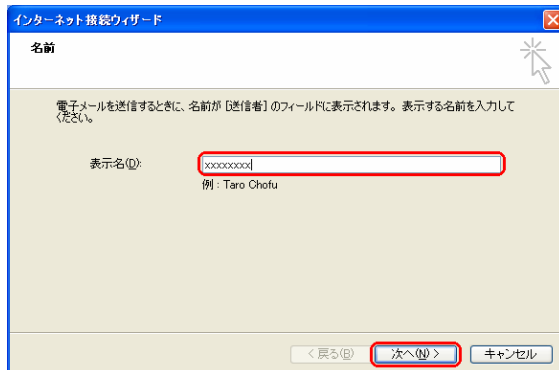 インターネット接続ウィザード
名前
電子メールを送信するときに、名前が [送信者] のフィールドに表示されます。表示する名前を入力して
ください。
表示名(D):
xxxxxxxx
例 : Taro Chofu
< 戻る(B)
次へ(N) >
キャンセル